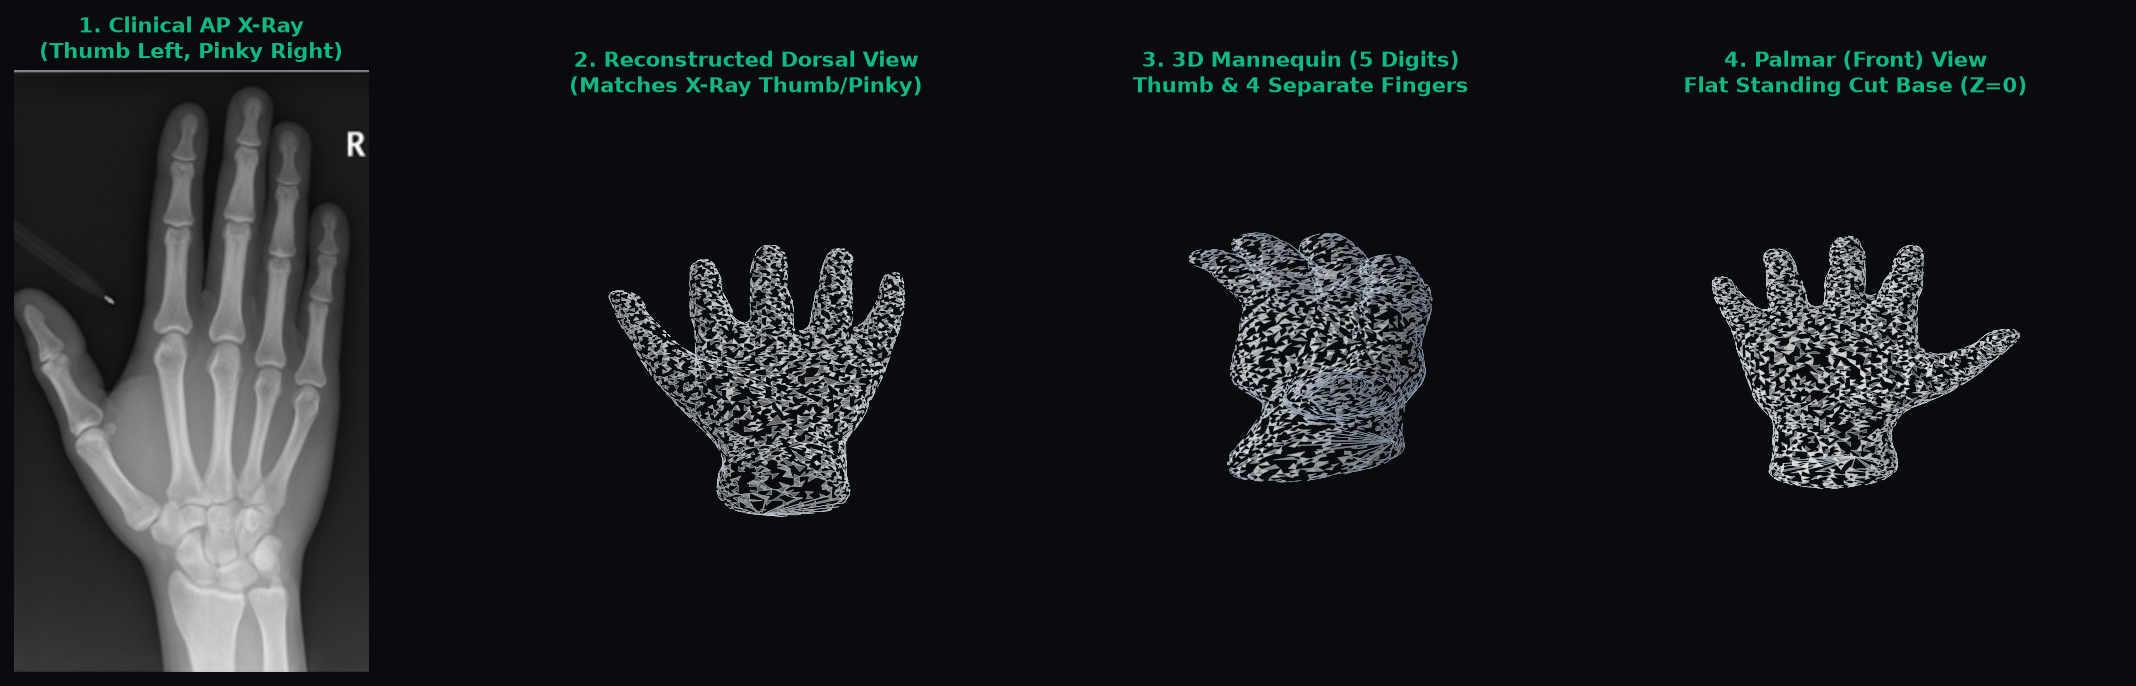 1. Clinical AP X-Ray
(Thumb Left, Pinky Right)
R
2. Reconstructed Dorsal View
(Matches X-Ray Thumb/Pinky)
3. 3D Mannequin (5 Digits)
Thumb & 4 Separate Fingers
4. Palmar (Front) View
Flat Standing Cut Base (Z=0)